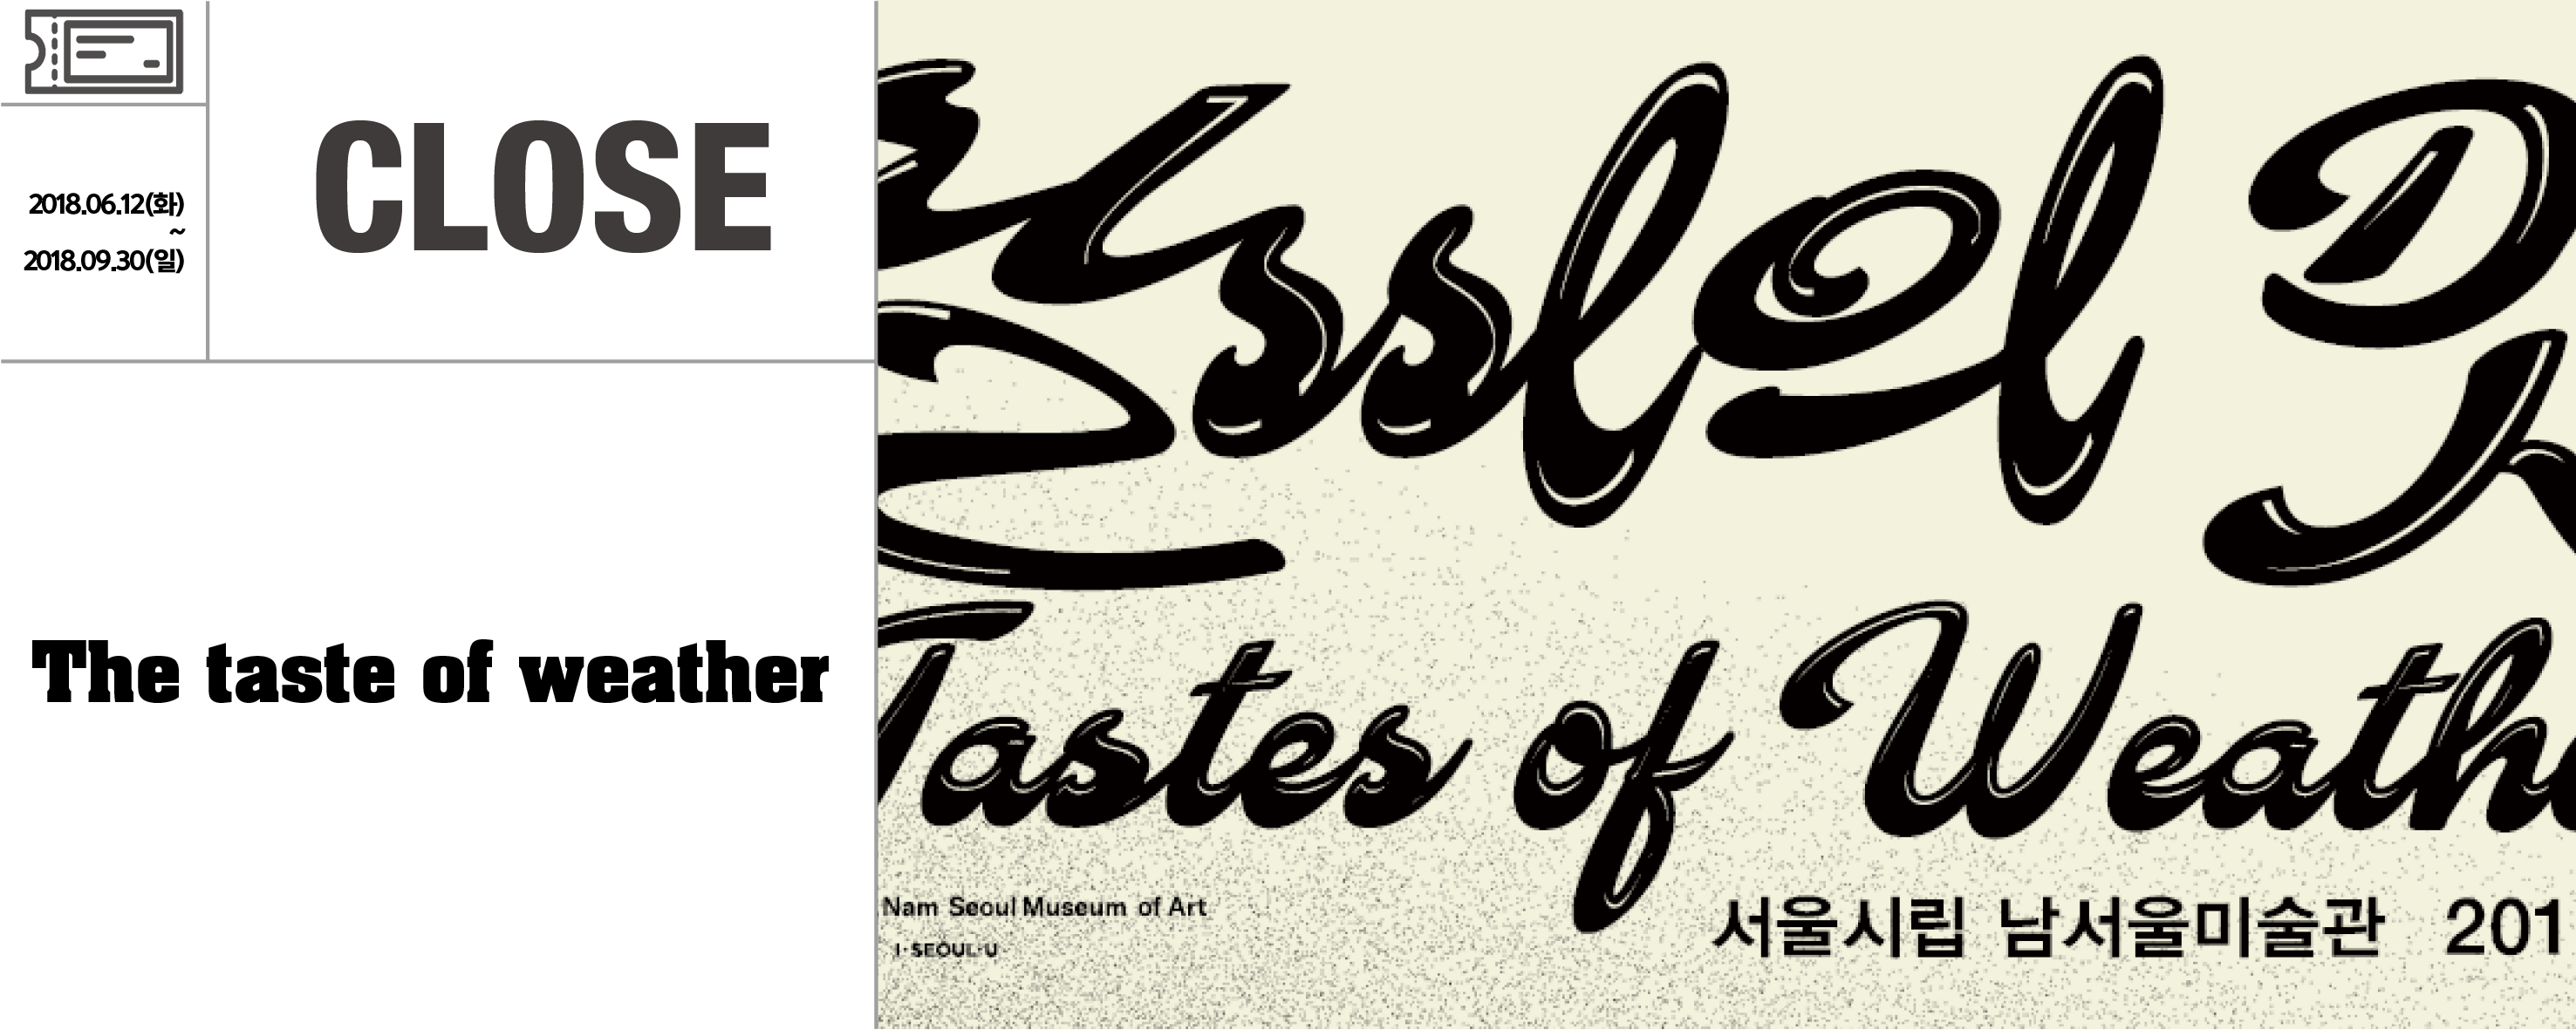 2018.06.12(화)
~
2018.09.30(일)
CLOSE
The taste of weather
Tastes of
Nam Seoul Museum of Art
I·SEOUL·U
서울시립 남서울미술관 201